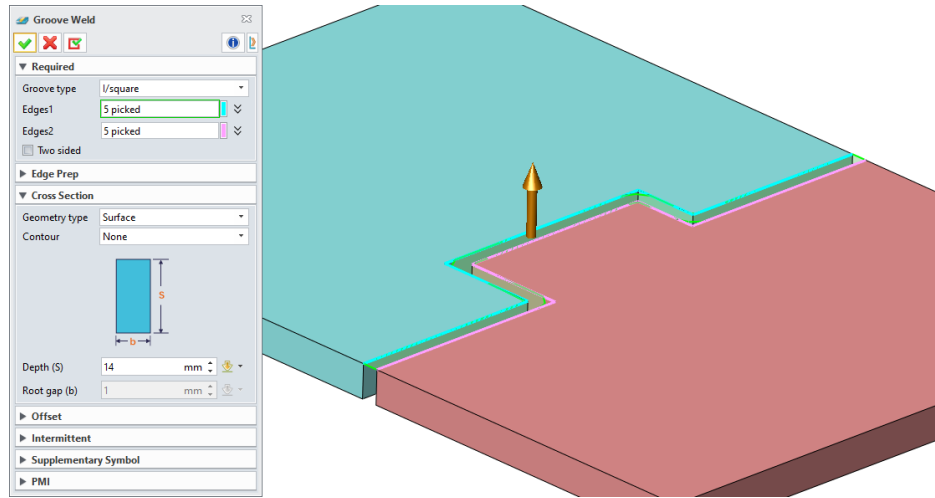 Groove Weld
Required
Groove type I/square
Edges1 5 picked
Edges2 5 picked
Two sided
Edge Prep
Cross Section
Geometry type Surface
Contour None
S
b
Depth (S) 14 mm
Root gap (b) 1 mm
Offset
Intermittent
Supplementary Symbol
PMI